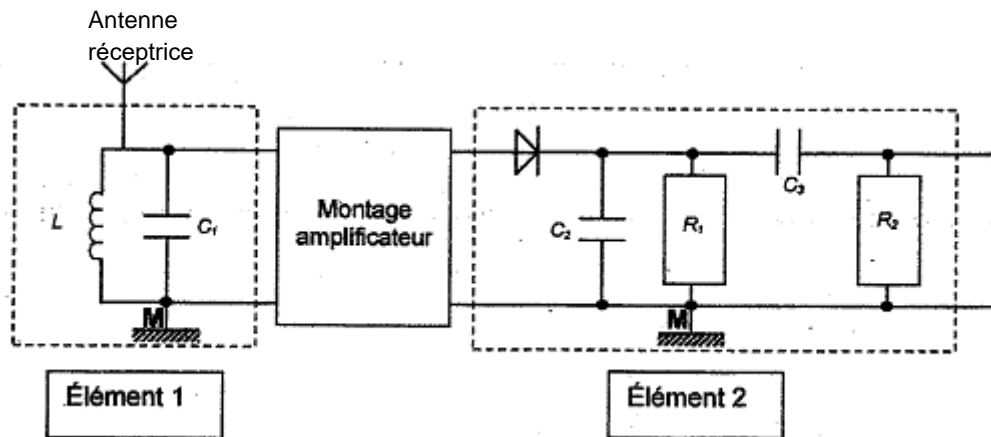 Antenne
réceptrice
L
C₁
Montage
amplificateur
C₂
R₁
C₃
R₂
M
M
Élément 1
Élément 2